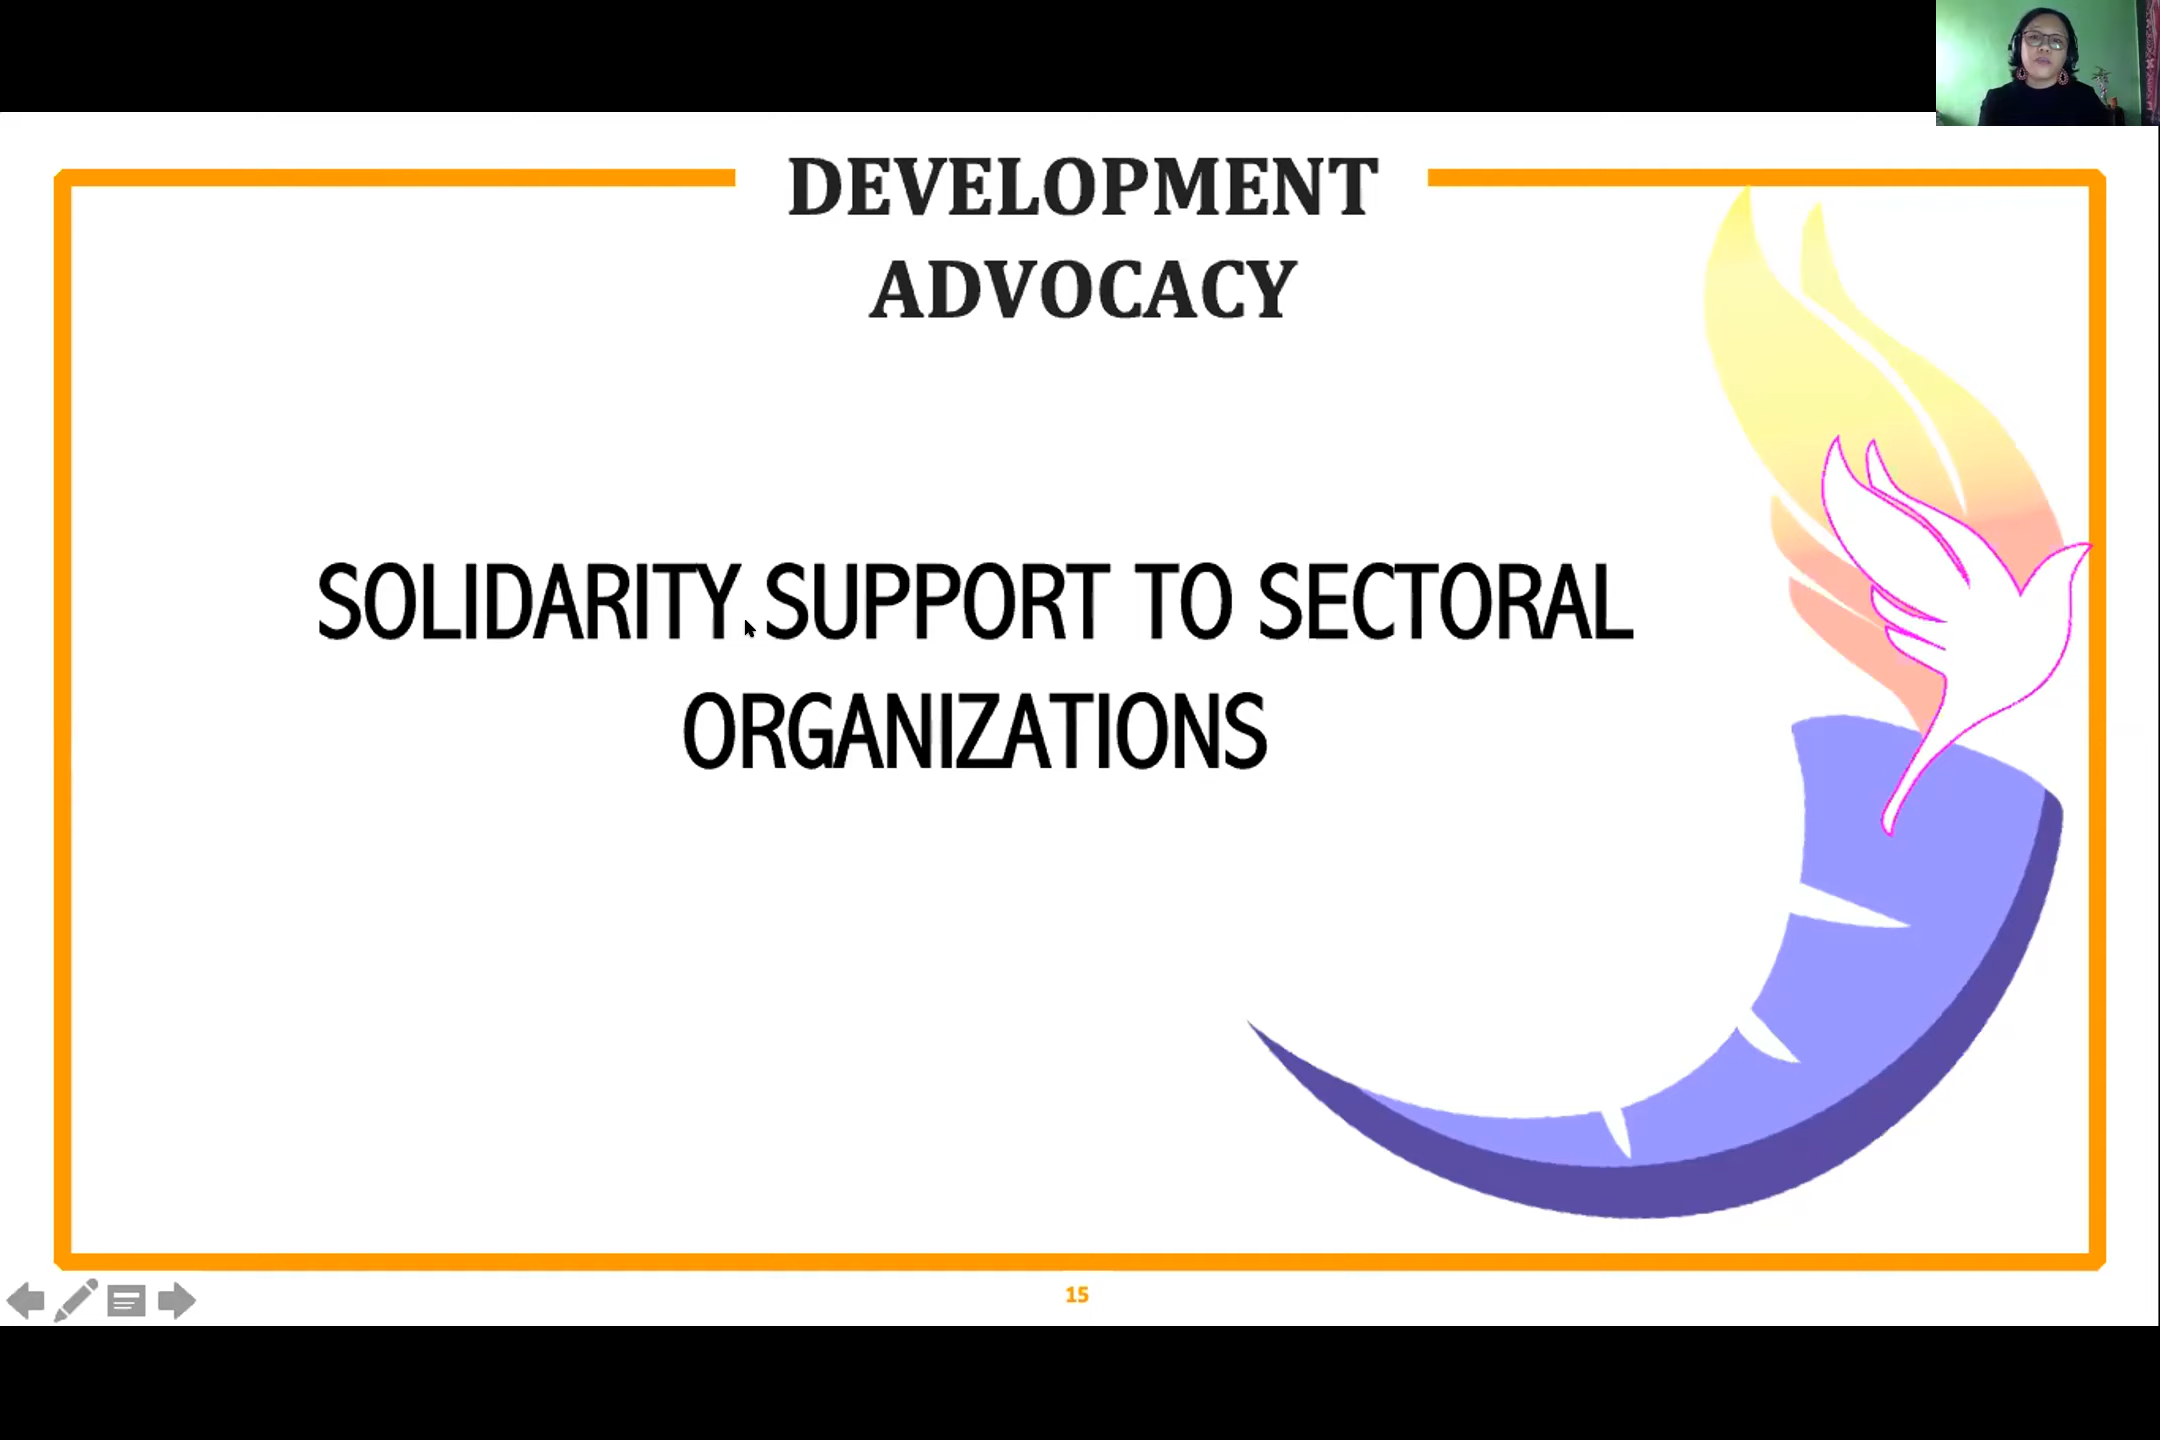 DEVELOPMENT
ADVOCACY
SOLIDARITY SUPPORT TO SECTORAL
ORGANIZATIONS
15